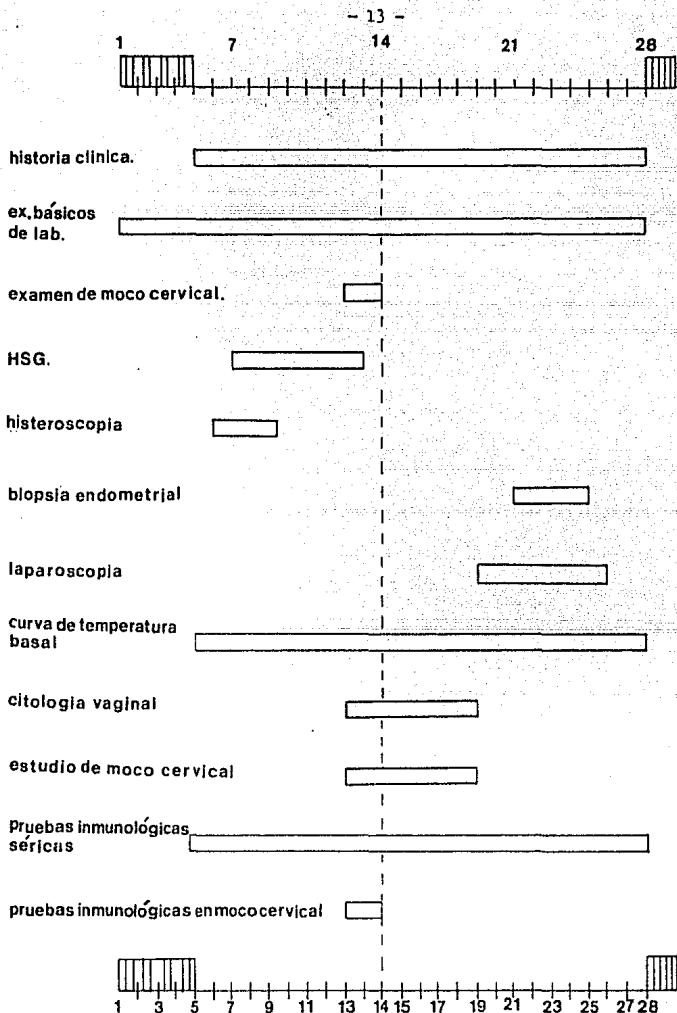 - 13 -
1 7 14 21 28
historia clinica.
ex. básicos
de lab.
examen de moco cervical.
HSG.
histeroscopia
biopsia endometrial
laparoscopia
curva de temperatura
basal
citologia vaginal
estudio de moco cervical
pruebas inmunológicas
séricas
pruebas inmunológicas en moco cervical
1 3 5 7 9 11 13 14 15 17 19 21 23 25 27 28